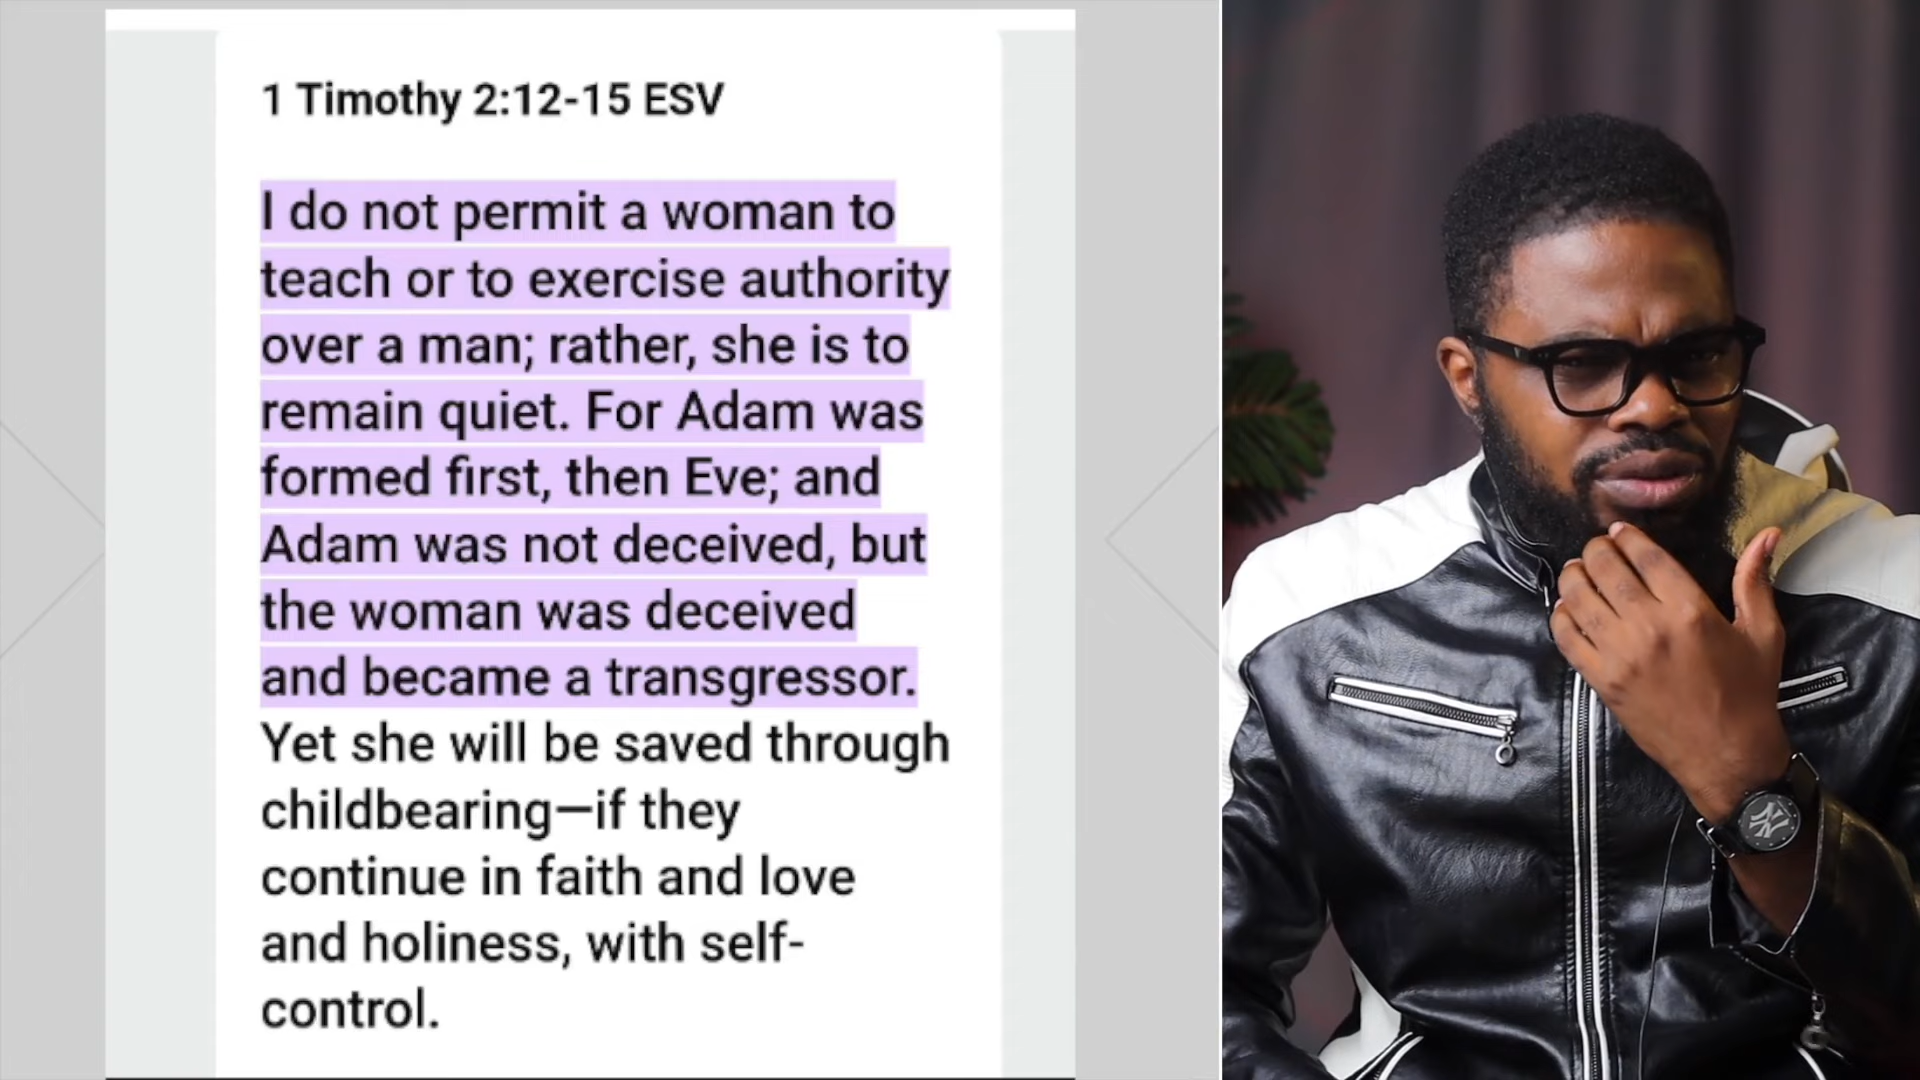 1 Timothy 2:12-15 ESV
I do not permit a woman to
teach or to exercise authority
over a man; rather, she is to
remain quiet. For Adam was
formed first, then Eve; and
Adam was not deceived, but
the woman was deceived
and became a transgressor.
Yet she will be saved through
childbearing—if they
continue in faith and love
and holiness, with self-
control.
NY